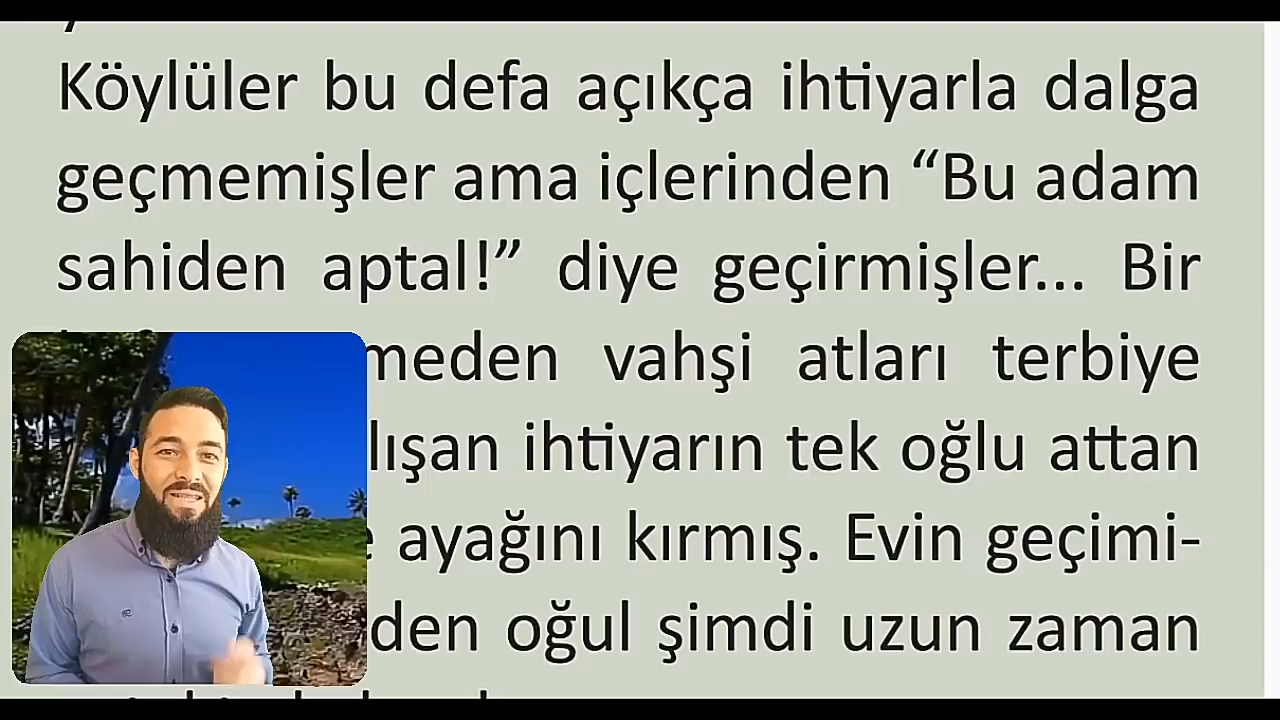 Köylüler bu defa açıkça ihtiyarla dalga
geçmemişler ama içlerinden “Bu adam
sahiden aptal!” diye geçirmişler... Bir
meden vahşi atları terbiye
lışan ihtiyarın tek oğlu attan
ayağını kırmış. Evin geçimi-
den oğul şimdi uzun zaman